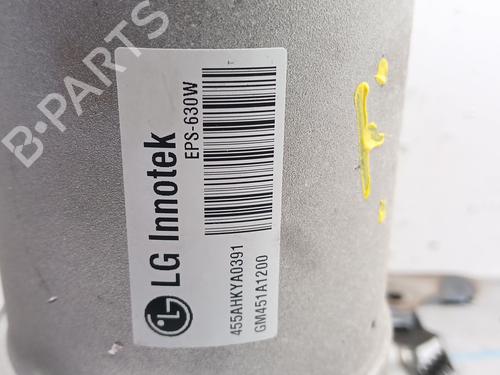 B-PARTS
LG Innotek
EPS-630W
455AHKYA0391
GM451A1200